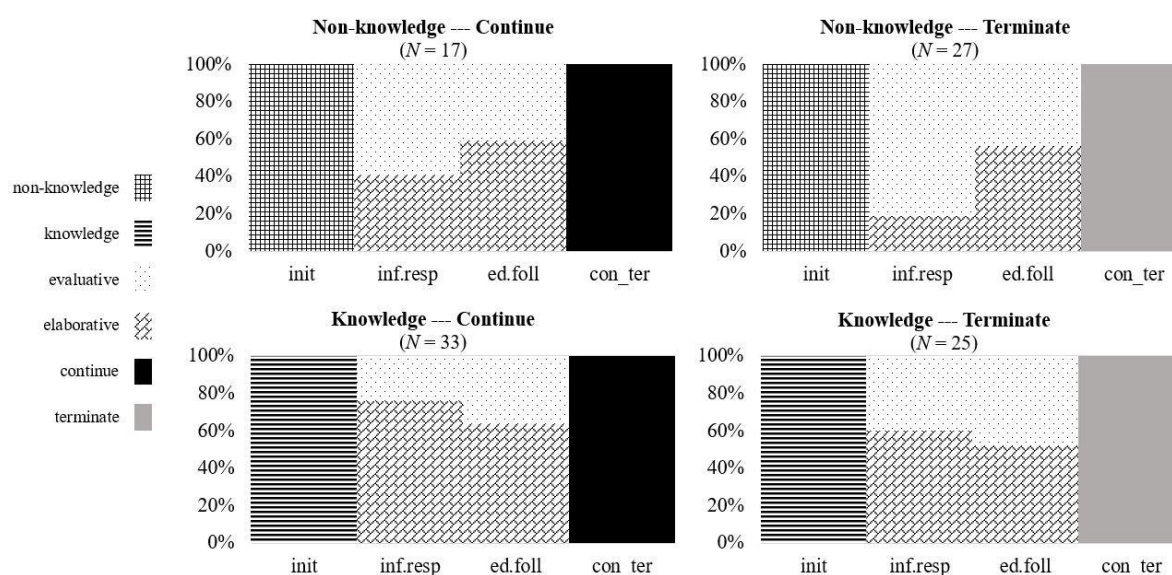 Non-knowledge --- Continue
(N = 17)
100%
80%
60%
40%
20%
0%
init inf.resp ed.foll con_ter
Non-knowledge --- Terminate
(N = 27)
100%
80%
60%
40%
20%
0%
init inf.resp ed.foll con_ter
non-knowledge
knowledge
evaluative
elaborative
continue
terminate
Knowledge --- Continue
(N = 33)
100%
80%
60%
40%
20%
0%
init inf.resp ed.foll con_ter
Knowledge --- Terminate
(N = 25)
100%
80%
60%
40%
20%
0%
init inf.resp ed.foll con_ter